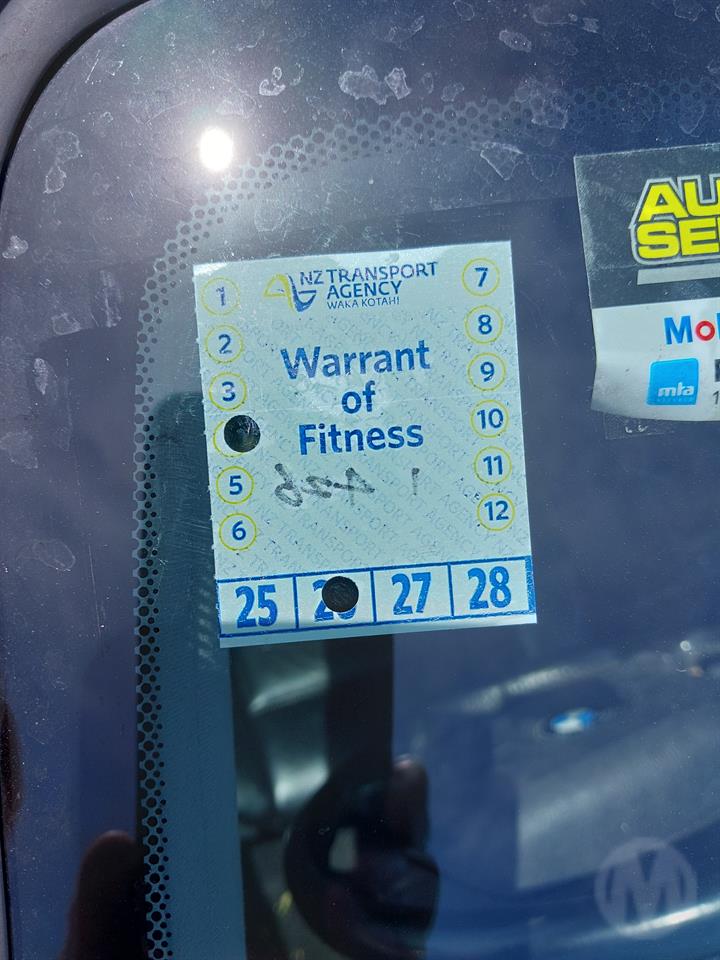 NZ TRANSPORT
AGENCY
WAKA KOTAHI
1
2
3
5
6
7
8
9
10
11
12
Warrant
of
Fitness
25
27
28
AU
SE
Mo
mta
M